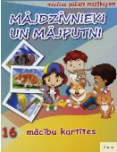 MĀJDZĪVNIEKI
UN MĀJPUTNI
16 mācību kartītes